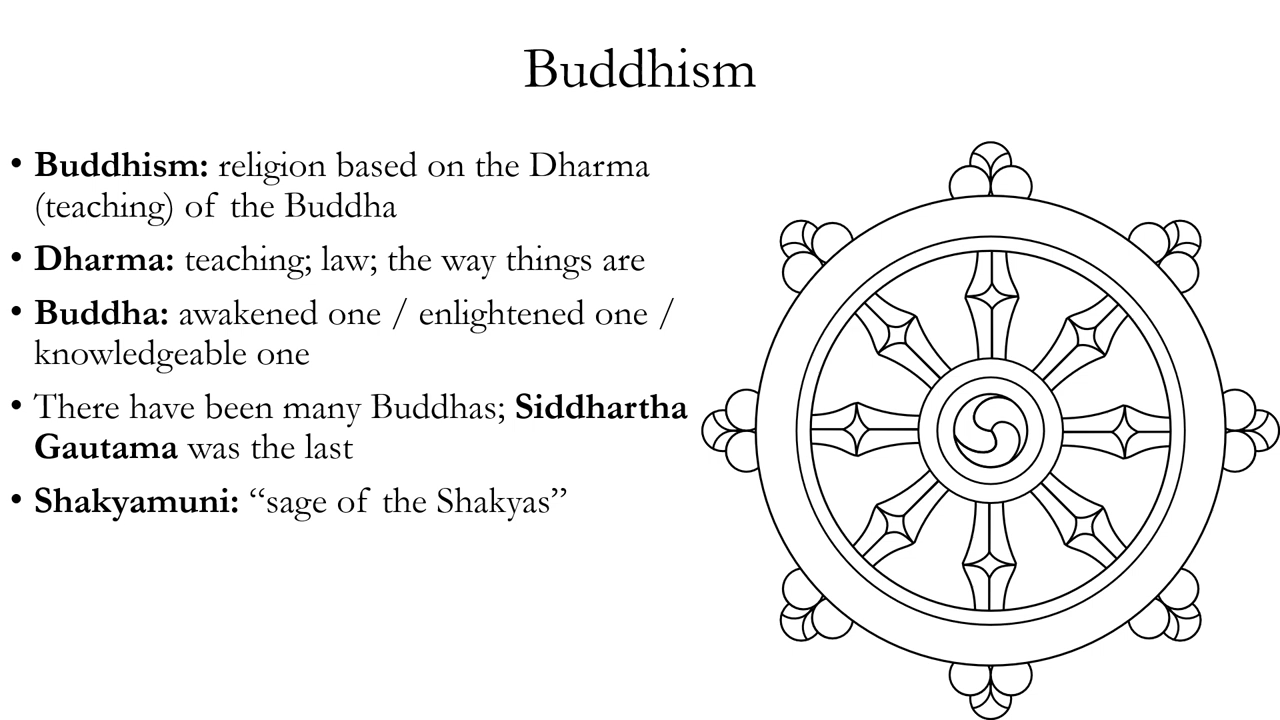 Buddhism
• Buddhism: religion based on the Dharma
(teaching) of the Buddha
• Dharma: teaching; law; the way things are
• Buddha: awakened one / enlightened one /
knowledgeable one
• There have been many Buddhas; Siddhartha
Gautama was the last
• Shakyamuni: “sage of the Shakyas”